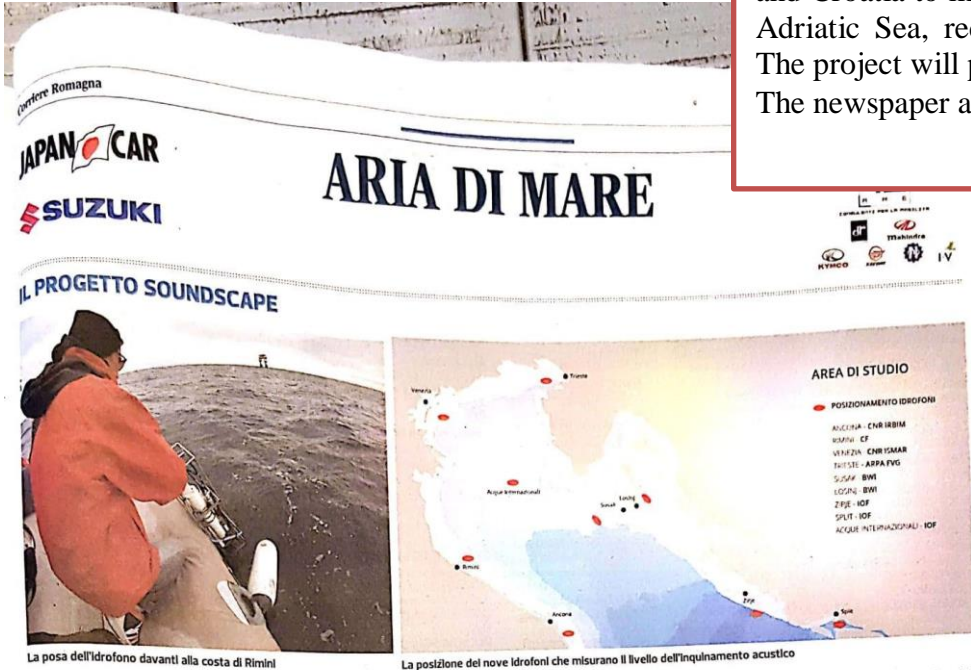 and Croatia to
Adriatic Sea,
The project will
The newspaper
Corriere Romagna
JAPAN CAR
SUZUKI
ARIA DI MARE
dr
Mahindra
KYMCO
IL PROGETTO SOUNDSCAPE
Venezia
Trieste
Acque Internazionali
Susak
Losinj
Rimini
Ancona
Zirje
Split
AREA DI STUDIO
POSIZIONAMENTO IDROFONI
ANCONA - CNR IRBIM
RIMINI - CF
VENEZIA - CNR ISMAR
TRIESTE - ARPA FVG
SUSAK - BWI
LOSINJ - BWI
ZIRJE - IOF
SPLIT - IOF
ACQUE INTERNAZIONALI - IOF
La posa dell'idrofono davanti alla costa di Rimini
La posizione dei nove idrofoni che misurano il livello dell'inquinamento acustico